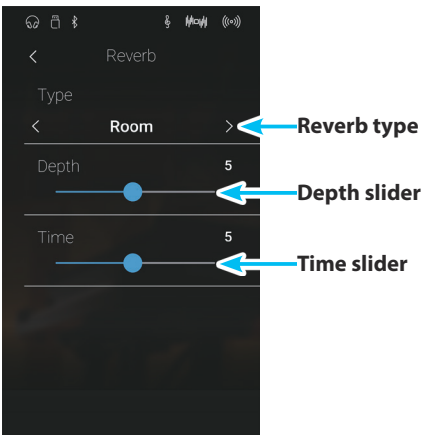 Reverb
Type
Room
Reverb type
Depth
5
Depth slider
Time
5
Time slider